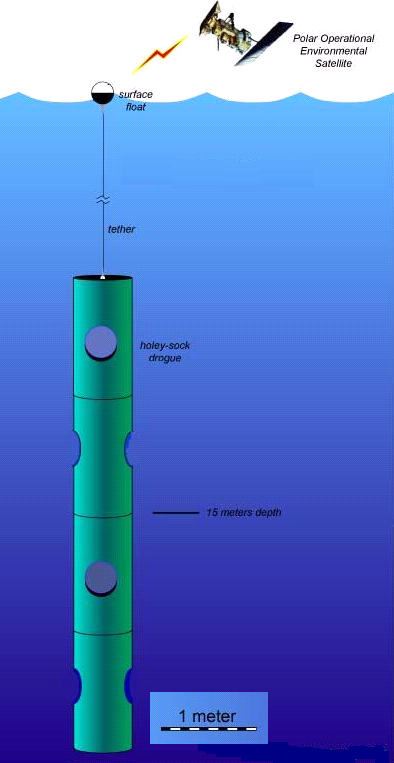 Polar Operational
Environmental
Satellite
surface
float
tether
holey-sock
drogue
15 meters depth
1 meter